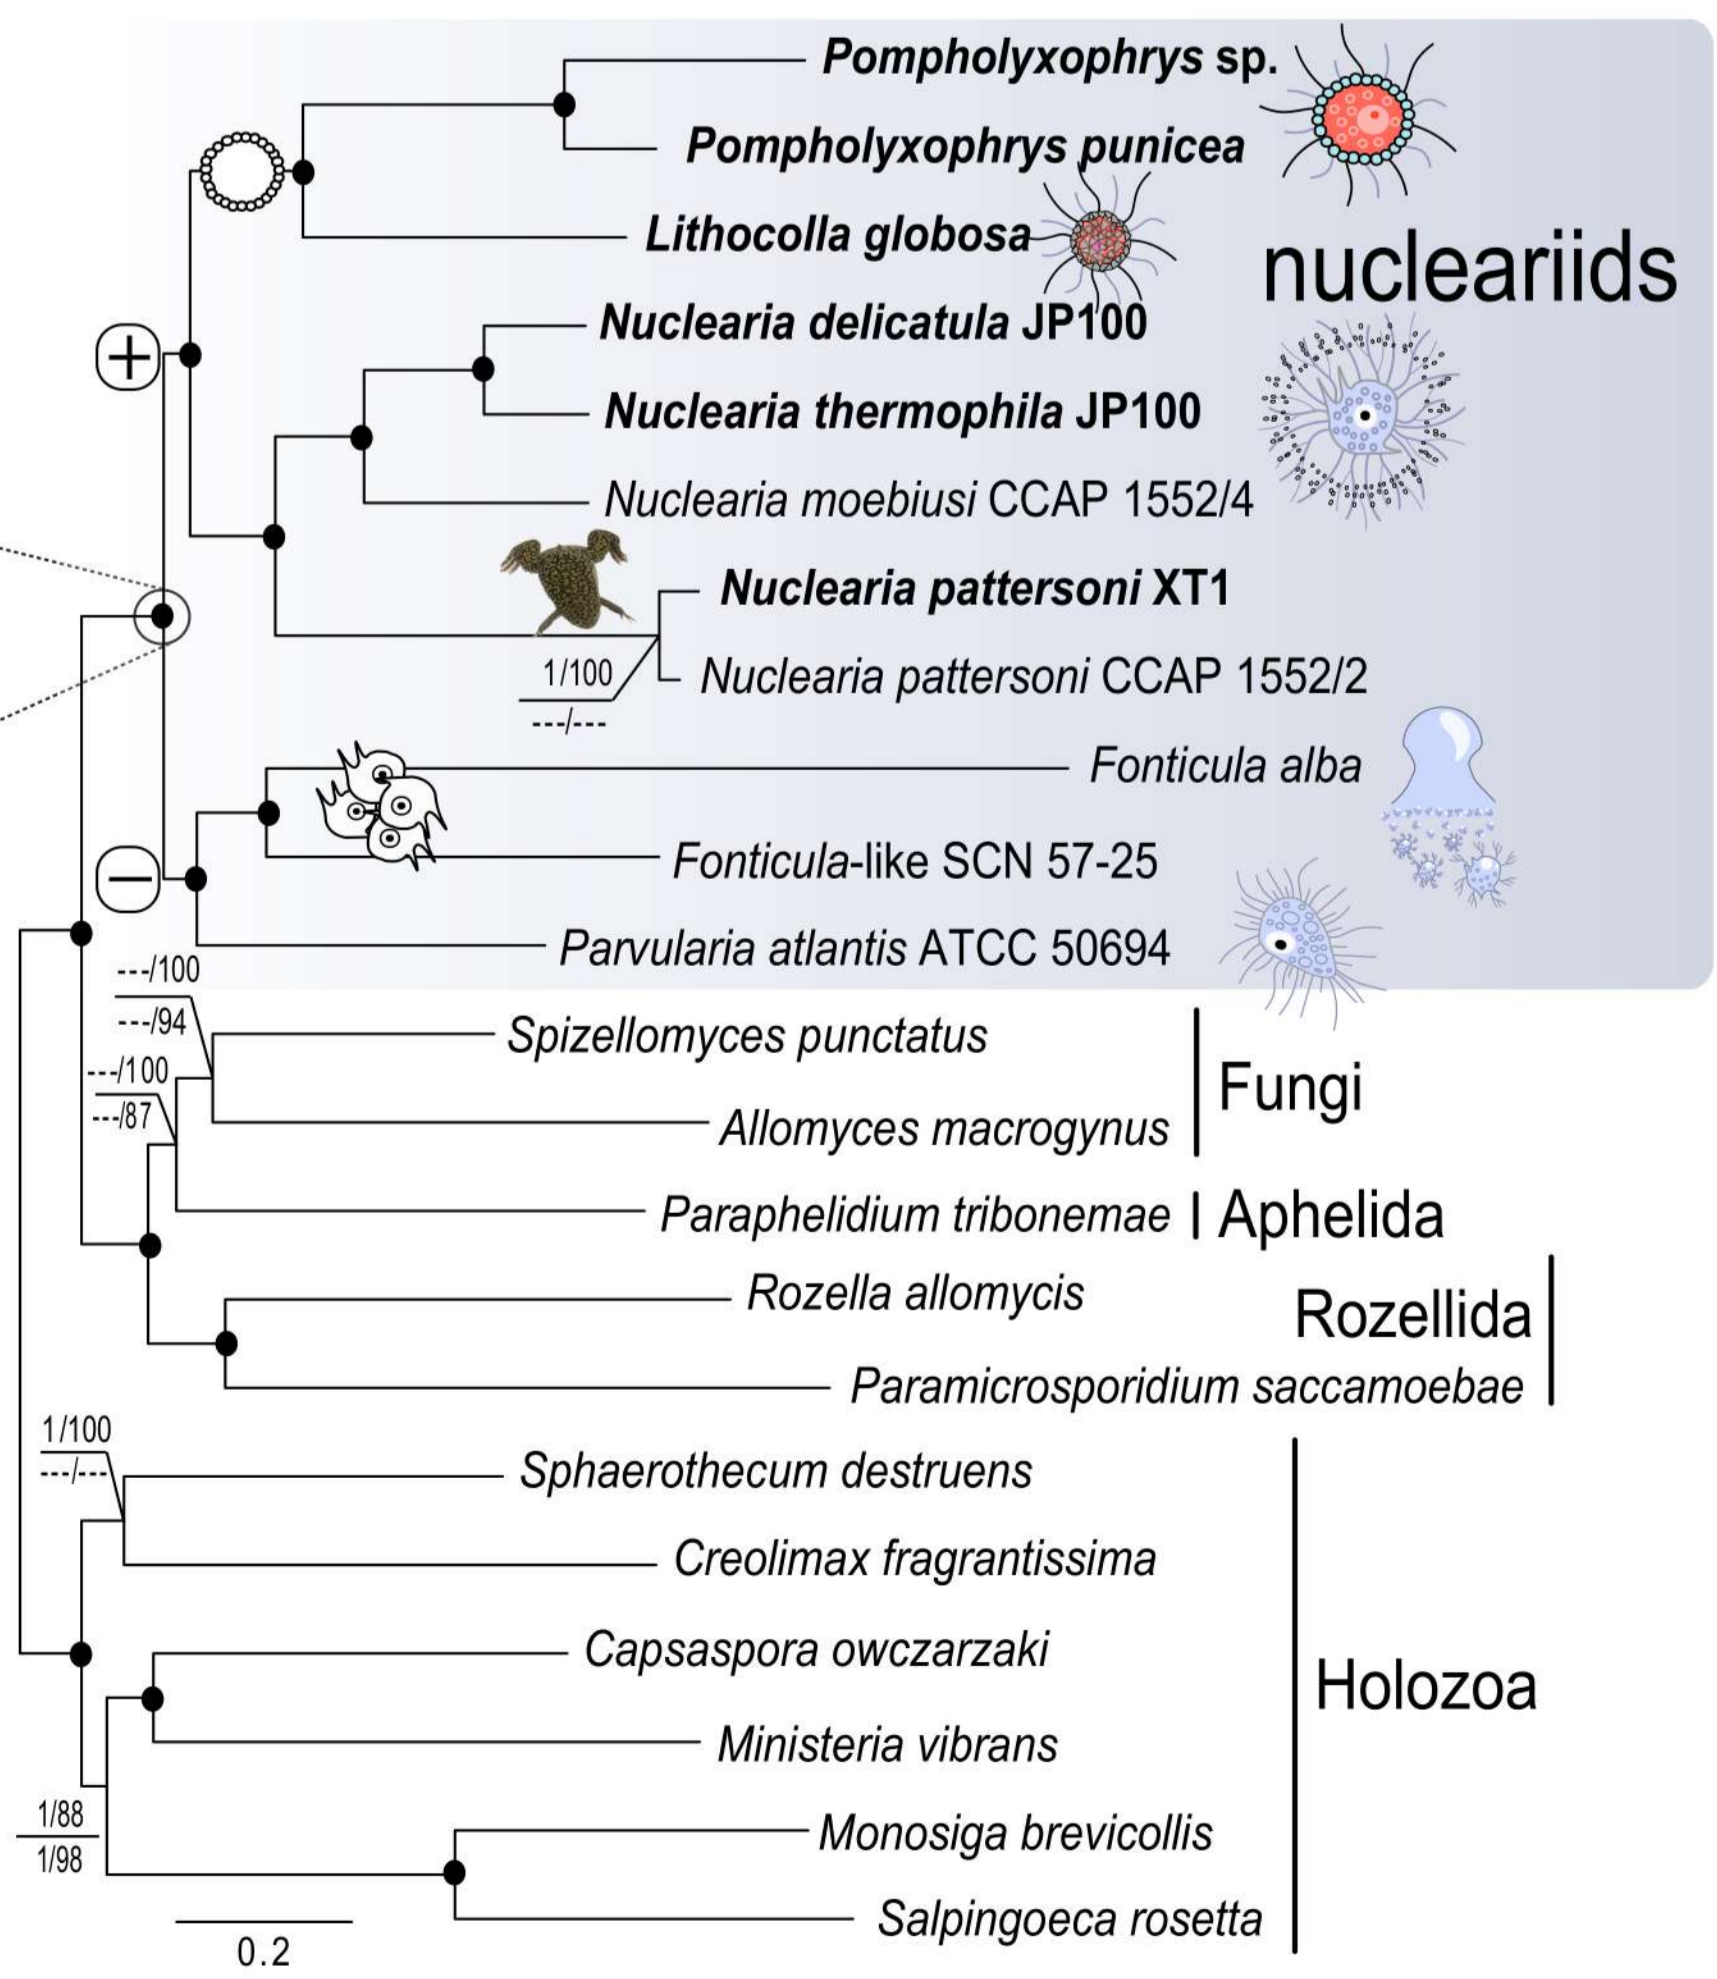 Pompholyxophrys sp.
Pompholyxophrys punicea
Lithocolla globosa
nucleariids
Nuclearia delicatula JP100
+
Nuclearia thermophila JP100
Nuclearia moebiusi CCAP 1552/4
Nuclearia pattersoni XT1
1/100
---/---
Nuclearia pattersoni CCAP 1552/2
Fonticula alba
Fonticula-like SCN 57-25
−
Parvularia atlantis ATCC 50694
---/100
---/94
Spizellomyces punctatus
Fungi
---/100
---/87
Allomyces macrogynus
Paraphelidium tribonemae
Aphelida
Rozella allomycis
Rozellida
Paramicrosporidium saccamoebae
1/100
---/---
Sphaerothecum destruens
Creolimax fragrantissima
Capsaspora owczarzaki
Holozoa
Ministeria vibrans
1/88
1/98
Monosiga brevicollis
Salpingoeca rosetta
0.2